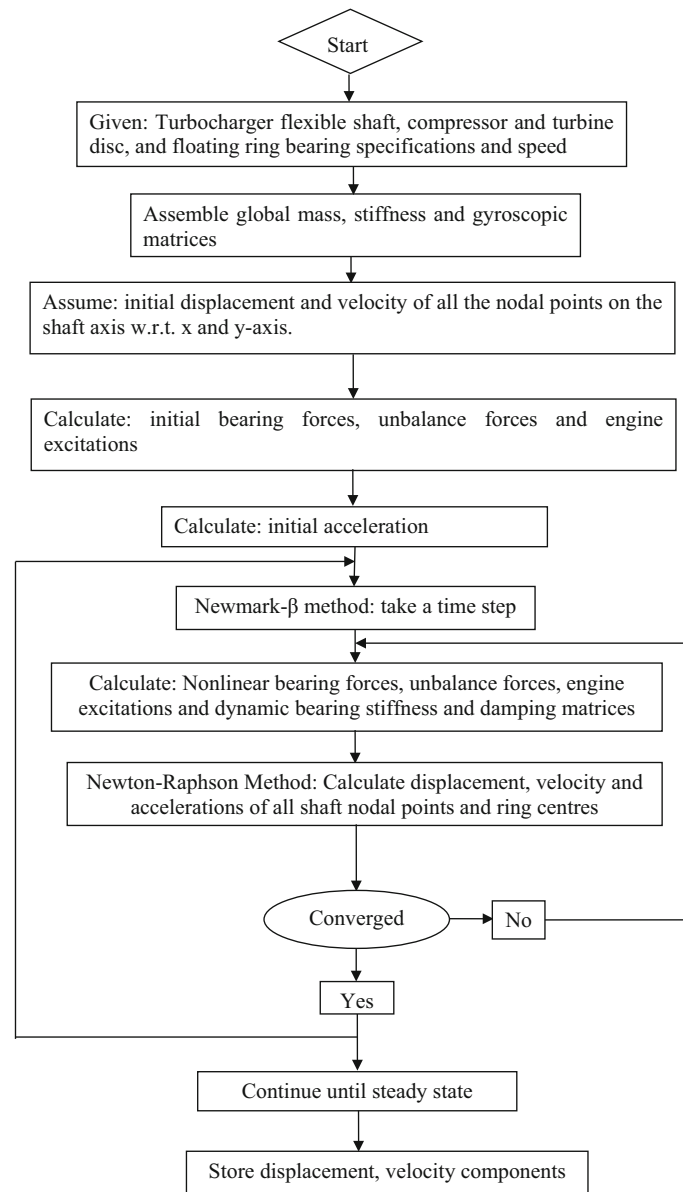 Start
Given: Turbocharger flexible shaft, compressor and turbine
disc, and floating ring bearing specifications and speed
Assemble global mass, stiffness and gyroscopic
matrices
Assume: initial displacement and velocity of all the nodal points on the
shaft axis w.r.t. x and y-axis.
Calculate: initial bearing forces, unbalance forces and engine
excitations
Calculate: initial acceleration
Newmark-β method: take a time step
Calculate: Nonlinear bearing forces, unbalance forces, engine
excitations and dynamic bearing stiffness and damping matrices
Newton-Raphson Method: Calculate displacement, velocity and
accelerations of all shaft nodal points and ring centres
Converged
No
Yes
Continue until steady state
Store displacement, velocity components